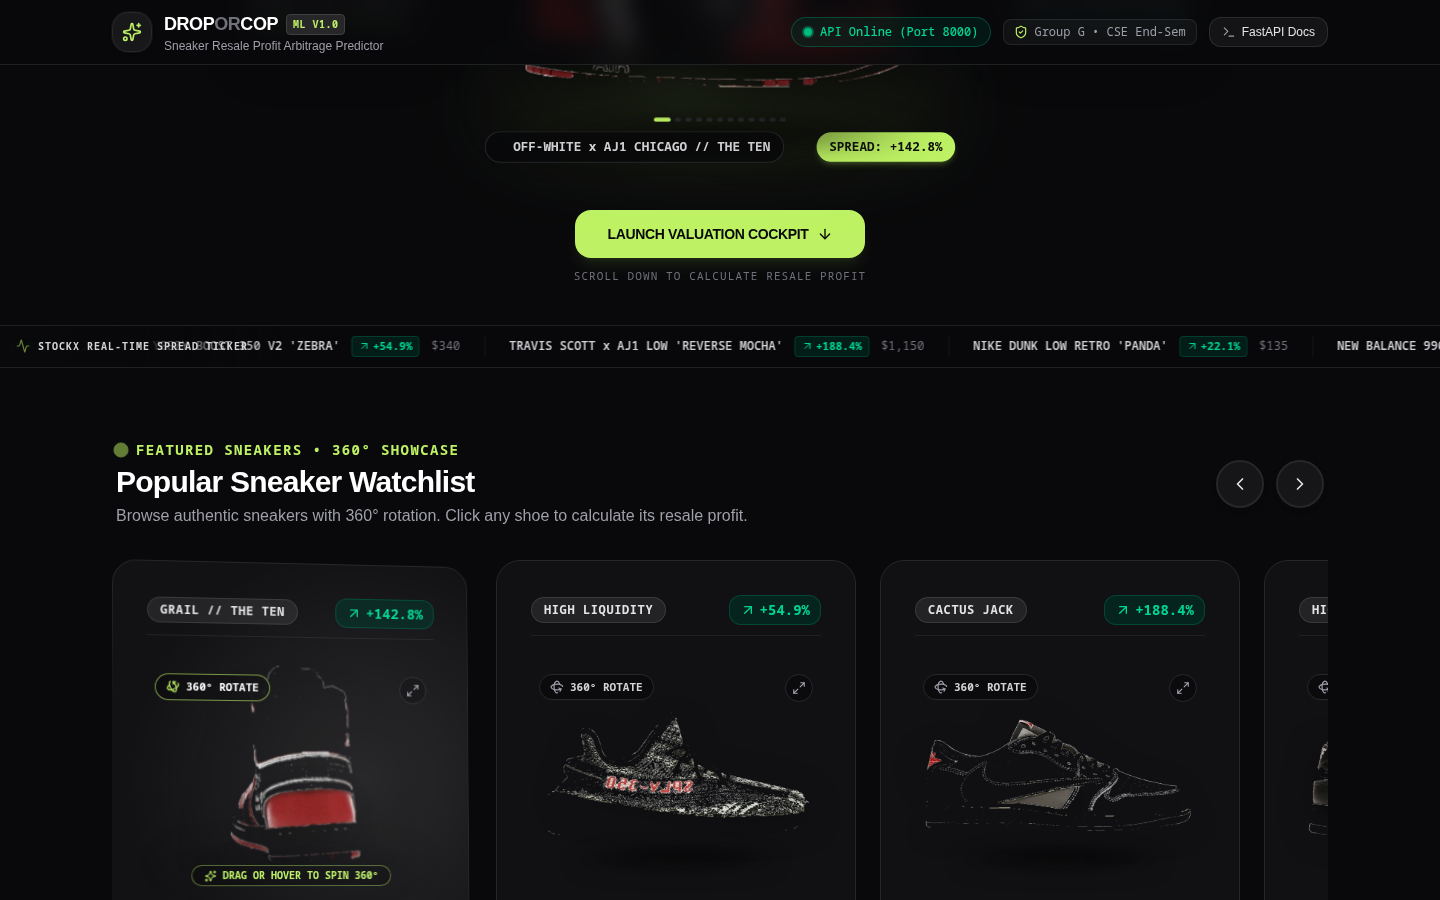 DROPORCOP ML V1.0
Sneaker Resale Profit Arbitrage Predictor
API Online (Port 8000)
Group G • CSE End-Sem
FastAPI Docs
OFF-WHITE x AJ1 CHICAGO // THE TEN
SPREAD: +142.8%
LAUNCH VALUATION COCKPIT
SCROLL DOWN TO CALCULATE RESALE PROFIT
STOCKX REAL-TIME SPREAD TICKER
350 V2 'ZEBRA' +54.9% $340
TRAVIS SCOTT x AJ1 LOW 'REVERSE MOCHA' +188.4% $1,150
NIKE DUNK LOW RETRO 'PANDA' +22.1% $135
NEW BALANCE 990
FEATURED SNEAKERS • 360° SHOWCASE
Popular Sneaker Watchlist
Browse authentic sneakers with 360° rotation. Click any shoe to calculate its resale profit.
GRAIL // THE TEN +142.8%
360° ROTATE
DRAG OR HOVER TO SPIN 360°
HIGH LIQUIDITY +54.9%
360° ROTATE
CACTUS JACK +188.4%
360° ROTATE
HI